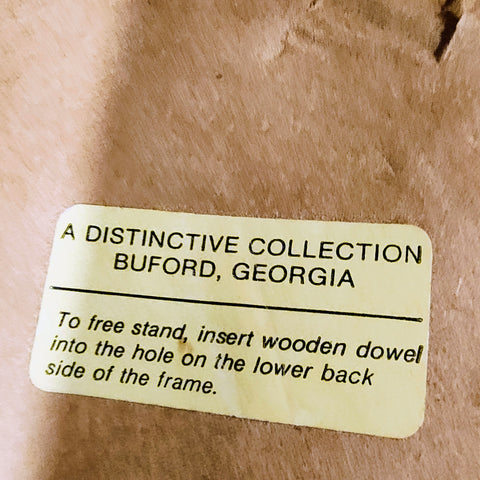 A DISTINCTIVE COLLECTION
BUFORD, GEORGIA
To free stand, insert wooden dowel
into the hole on the lower back
side of the frame.